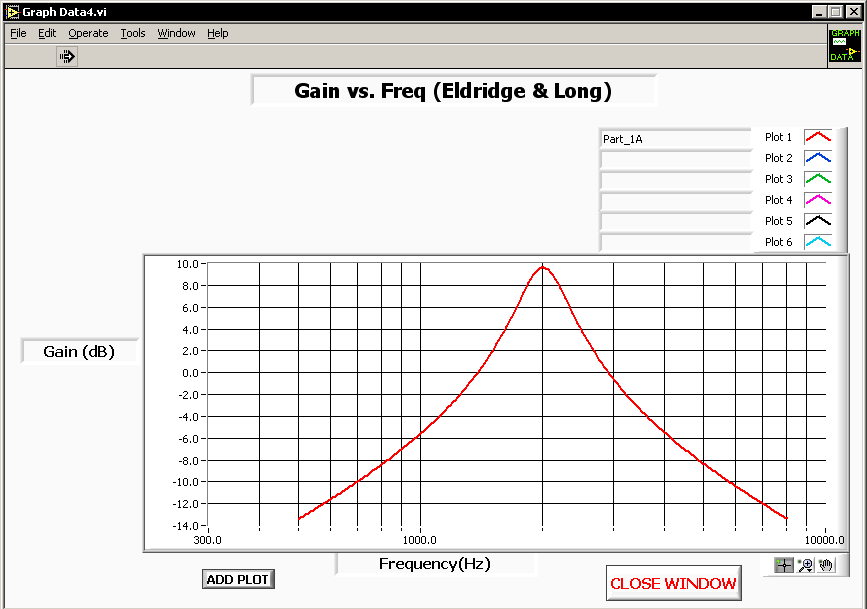 Graph Data4.vi
File Edit Operate Tools Window Help
GRAPH
DATA
Gain vs. Freq (Eldridge & Long)
Part_1A Plot 1
Plot 2
Plot 3
Plot 4
Plot 5
Plot 6
10.0
8.0
6.0
4.0
2.0
0.0
-2.0
-4.0
-6.0
-8.0
-10.0
-12.0
-14.0
Gain (dB)
300.0 1000.0 10000.0
Frequency(Hz)
ADD PLOT
CLOSE WINDOW